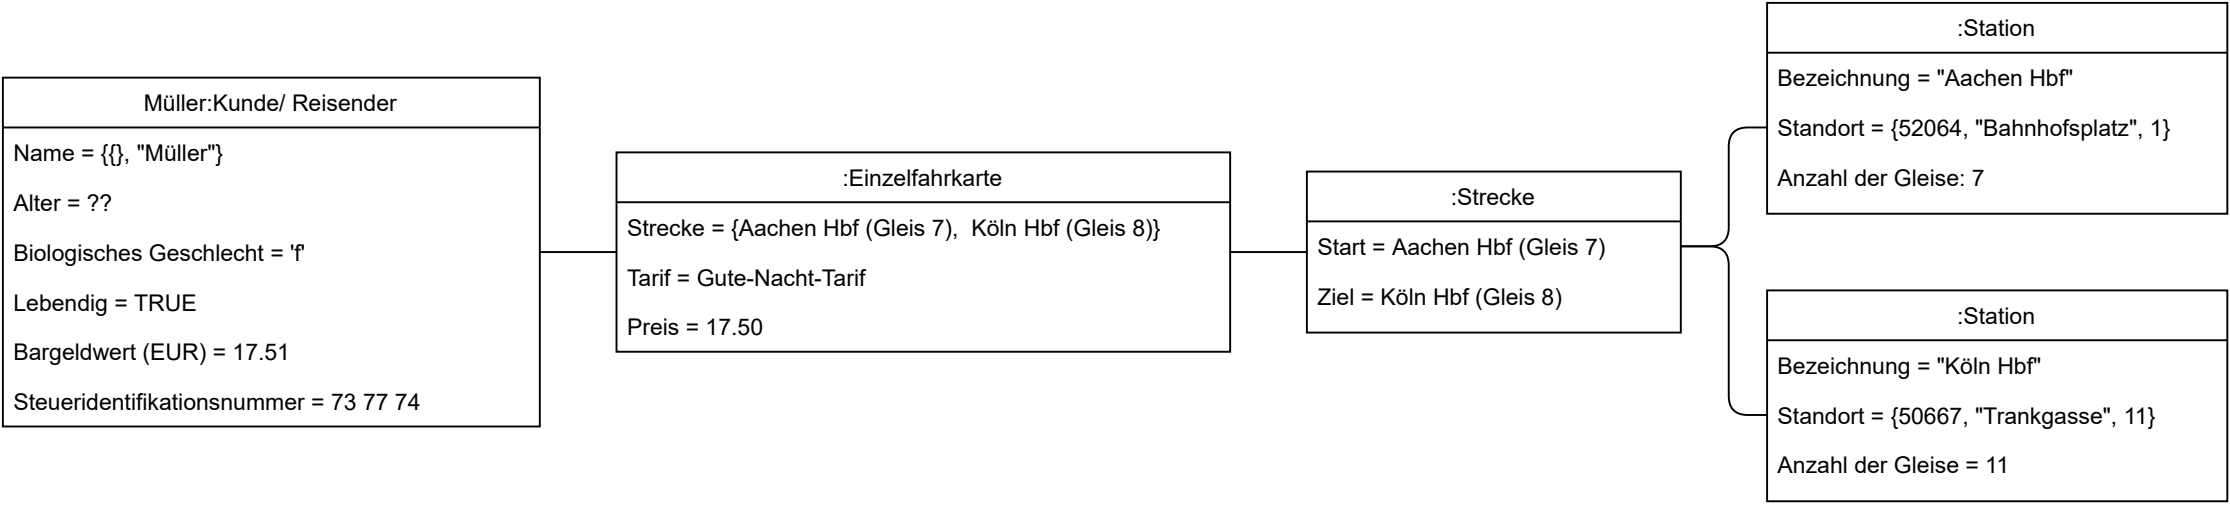 Müller:Kunde/ Reisender
Name = {{}, "Müller"}
Alter = ??
Biologisches Geschlecht = 'f'
Lebendig = TRUE
Bargeldwert (EUR) = 17.51
Steueridentifikationsnummer = 73 77 74
:Einzelfahrkarte
Strecke = {Aachen Hbf (Gleis 7),  Köln Hbf (Gleis 8)}
Tarif = Gute-Nacht-Tarif
Preis = 17.50
:Strecke
Start = Aachen Hbf (Gleis 7)
Ziel = Köln Hbf (Gleis 8)
:Station
Bezeichnung = "Aachen Hbf"
Standort = {52064, "Bahnhofsplatz", 1}
Anzahl der Gleise: 7
:Station
Bezeichnung = "Köln Hbf"
Standort = {50667, "Trankgasse", 11}
Anzahl der Gleise = 11